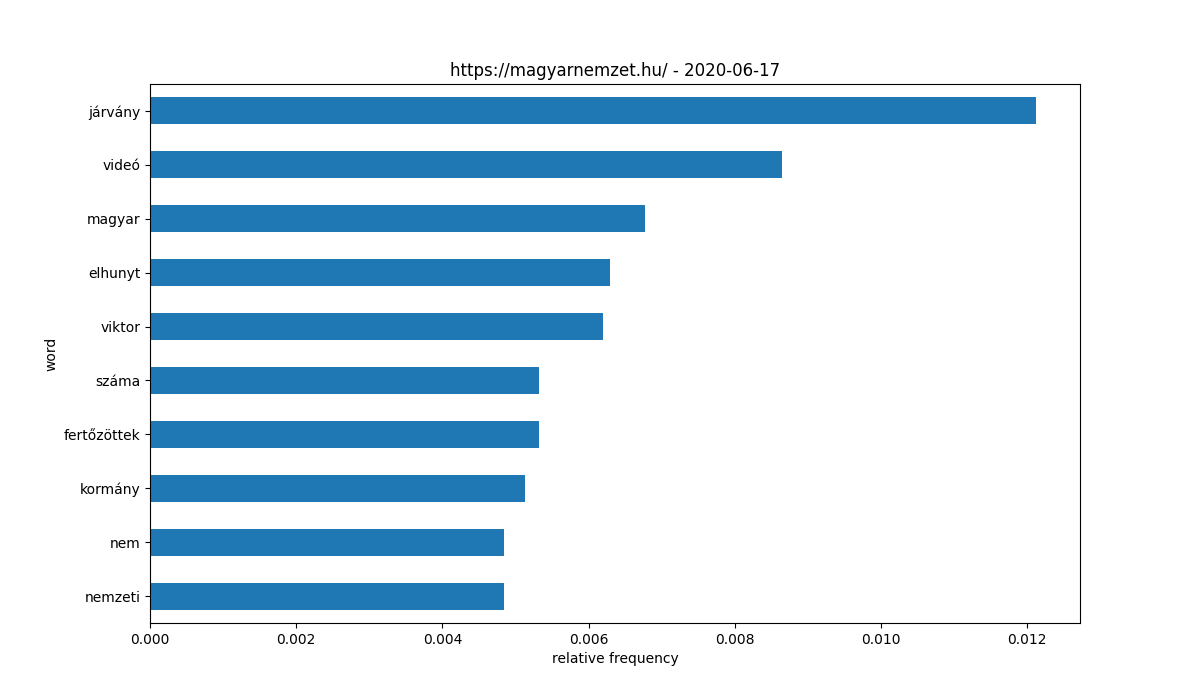 https://magyarnemzet.hu/ - 2020-06-17
járvány
videó
magyar
elhunyt
viktor
száma
fertőzöttek
kormány
nem
nemzeti
word
0.000 0.002 0.004 0.006 0.008 0.010 0.012
relative frequency